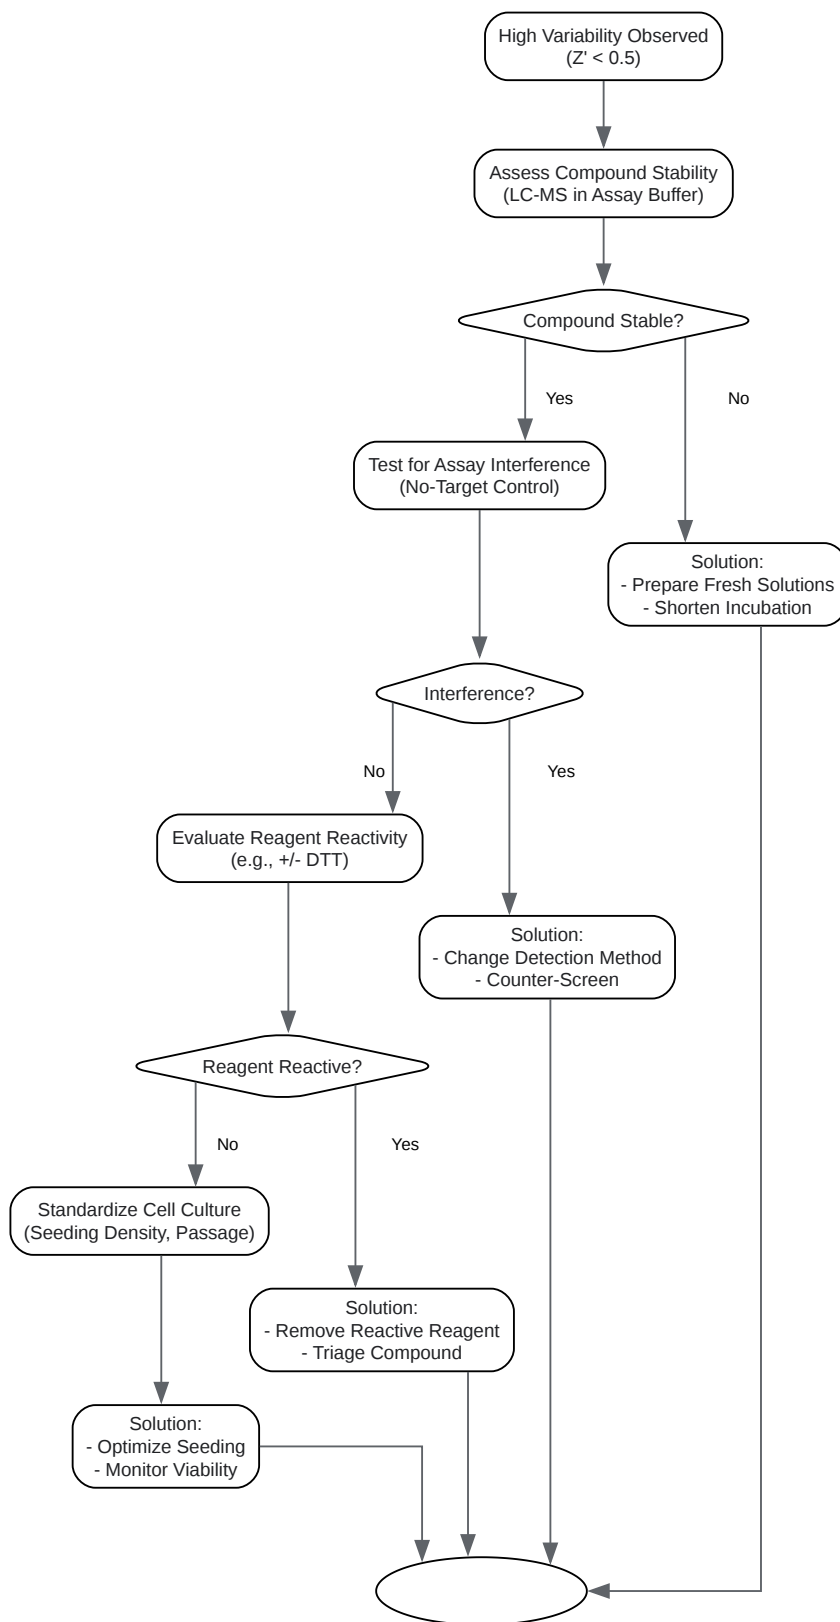 High Variability Observed
(Z' < 0.5)
Assess Compound Stability
(LC-MS in Assay Buffer)
Compound Stable?
Yes
No
Test for Assay Interference
(No-Target Control)
Solution:
- Prepare Fresh Solutions
- Shorten Incubation
Interference?
No
Yes
Evaluate Reagent Reactivity
(e.g., +/- DTT)
Solution:
- Change Detection Method
- Counter-Screen
Reagent Reactive?
No
Yes
Standardize Cell Culture
(Seeding Density, Passage)
Solution:
- Remove Reactive Reagent
- Triage Compound
Solution:
- Optimize Seeding
- Monitor Viability